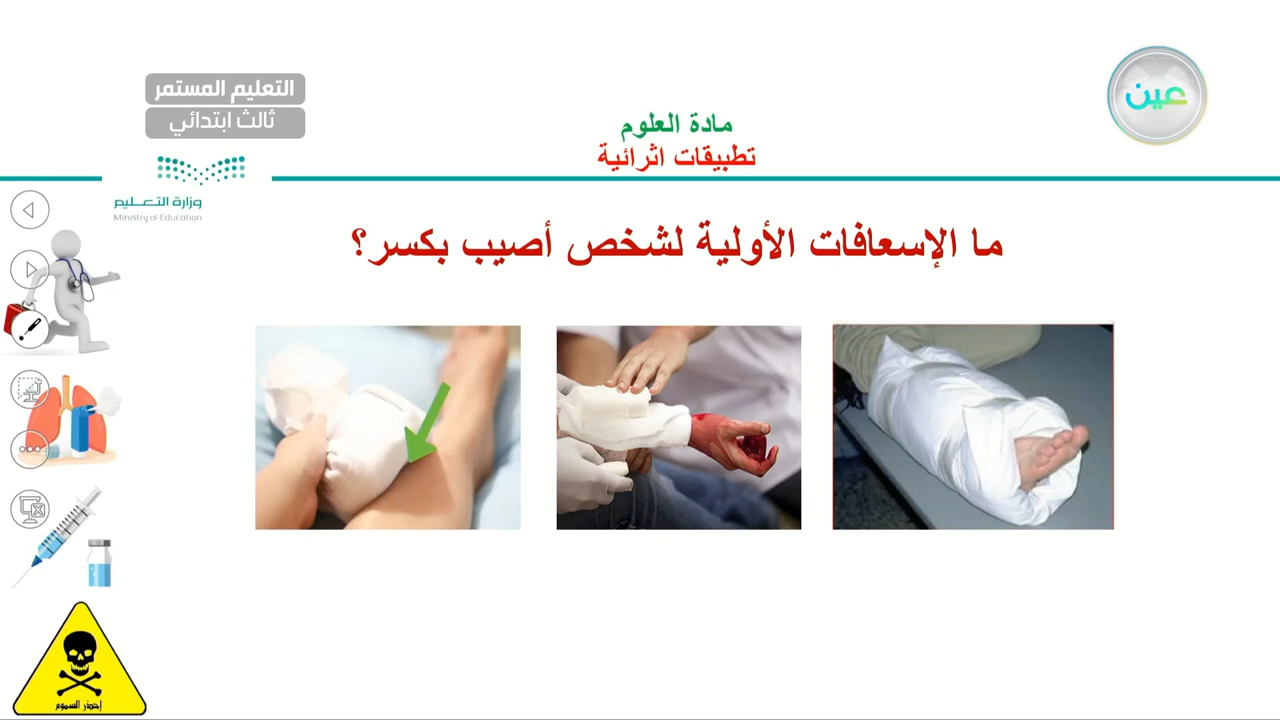 التعليم المستمر
ثالث ابتدائي
عين
مادة العلوم
تطبيقات اثرائية
وزارة التعـــليم
Ministry of Education
ما الإسعافات الأولية لشخص أصيب بكسر؟
إحذر السموم